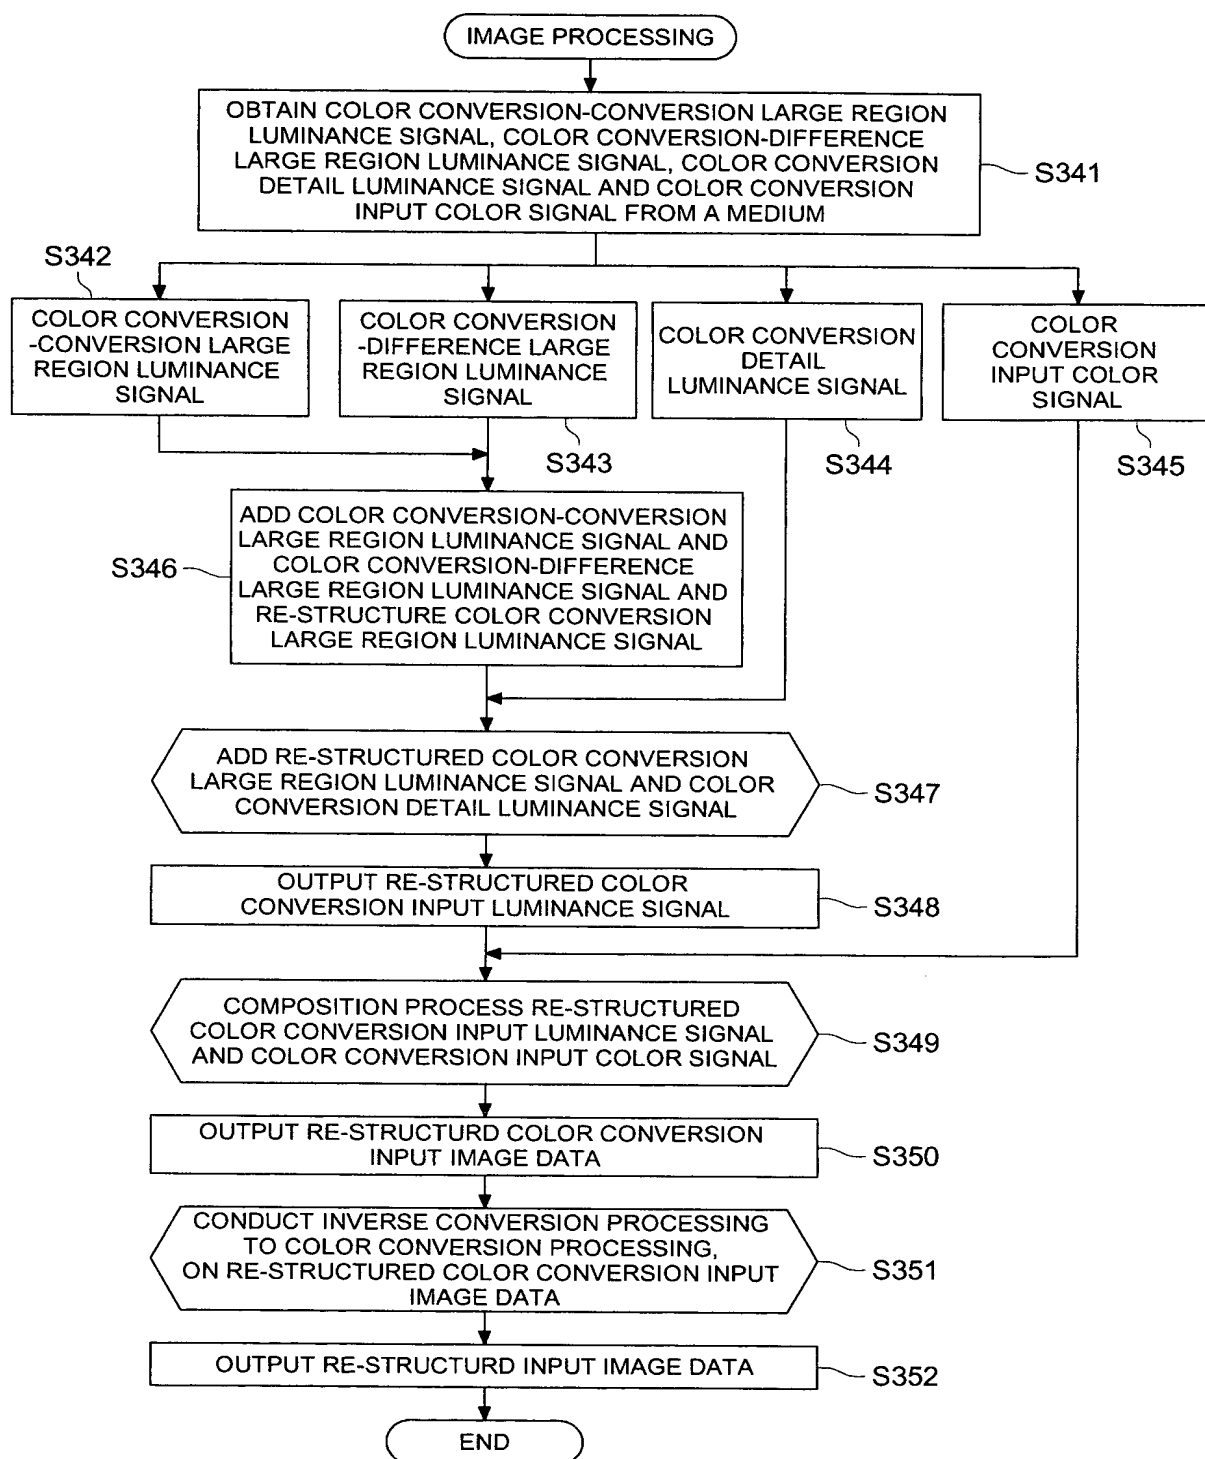 IMAGE PROCESSING
OBTAIN COLOR CONVERSION-CONVERSION LARGE REGION
LUMINANCE SIGNAL, COLOR CONVERSION-DIFFERENCE
LARGE REGION LUMINANCE SIGNAL, COLOR CONVERSION
DETAIL LUMINANCE SIGNAL AND COLOR CONVERSION
INPUT COLOR SIGNAL FROM A MEDIUM
S341
S342
COLOR CONVERSION
-CONVERSION LARGE
REGION LUMINANCE
SIGNAL
COLOR CONVERSION
-DIFFERENCE LARGE
REGION LUMINANCE
SIGNAL
S343
COLOR CONVERSION
DETAIL
LUMINANCE SIGNAL
S344
COLOR
CONVERSION
INPUT COLOR
SIGNAL
S345
ADD COLOR CONVERSION-CONVERSION
LARGE REGION LUMINANCE SIGNAL AND
COLOR CONVERSION-DIFFERENCE
LARGE REGION LUMINANCE SIGNAL AND
RE-STRUCTURE COLOR CONVERSION
LARGE REGION LUMINANCE SIGNAL
S346
ADD RE-STRUCTURED COLOR CONVERSION
LARGE REGION LUMINANCE SIGNAL AND COLOR
CONVERSION DETAIL LUMINANCE SIGNAL
S347
OUTPUT RE-STRUCTURED COLOR
CONVERSION INPUT LUMINANCE SIGNAL
S348
COMPOSITION PROCESS RE-STRUCTURED
COLOR CONVERSION INPUT LUMINANCE SIGNAL
AND COLOR CONVERSION INPUT COLOR SIGNAL
S349
OUTPUT RE-STRUCTURD COLOR CONVERSION
INPUT IMAGE DATA
S350
CONDUCT INVERSE CONVERSION PROCESSING
TO COLOR CONVERSION PROCESSING,
ON RE-STRUCTURED COLOR CONVERSION INPUT
IMAGE DATA
S351
OUTPUT RE-STRUCTURD INPUT IMAGE DATA
S352
END